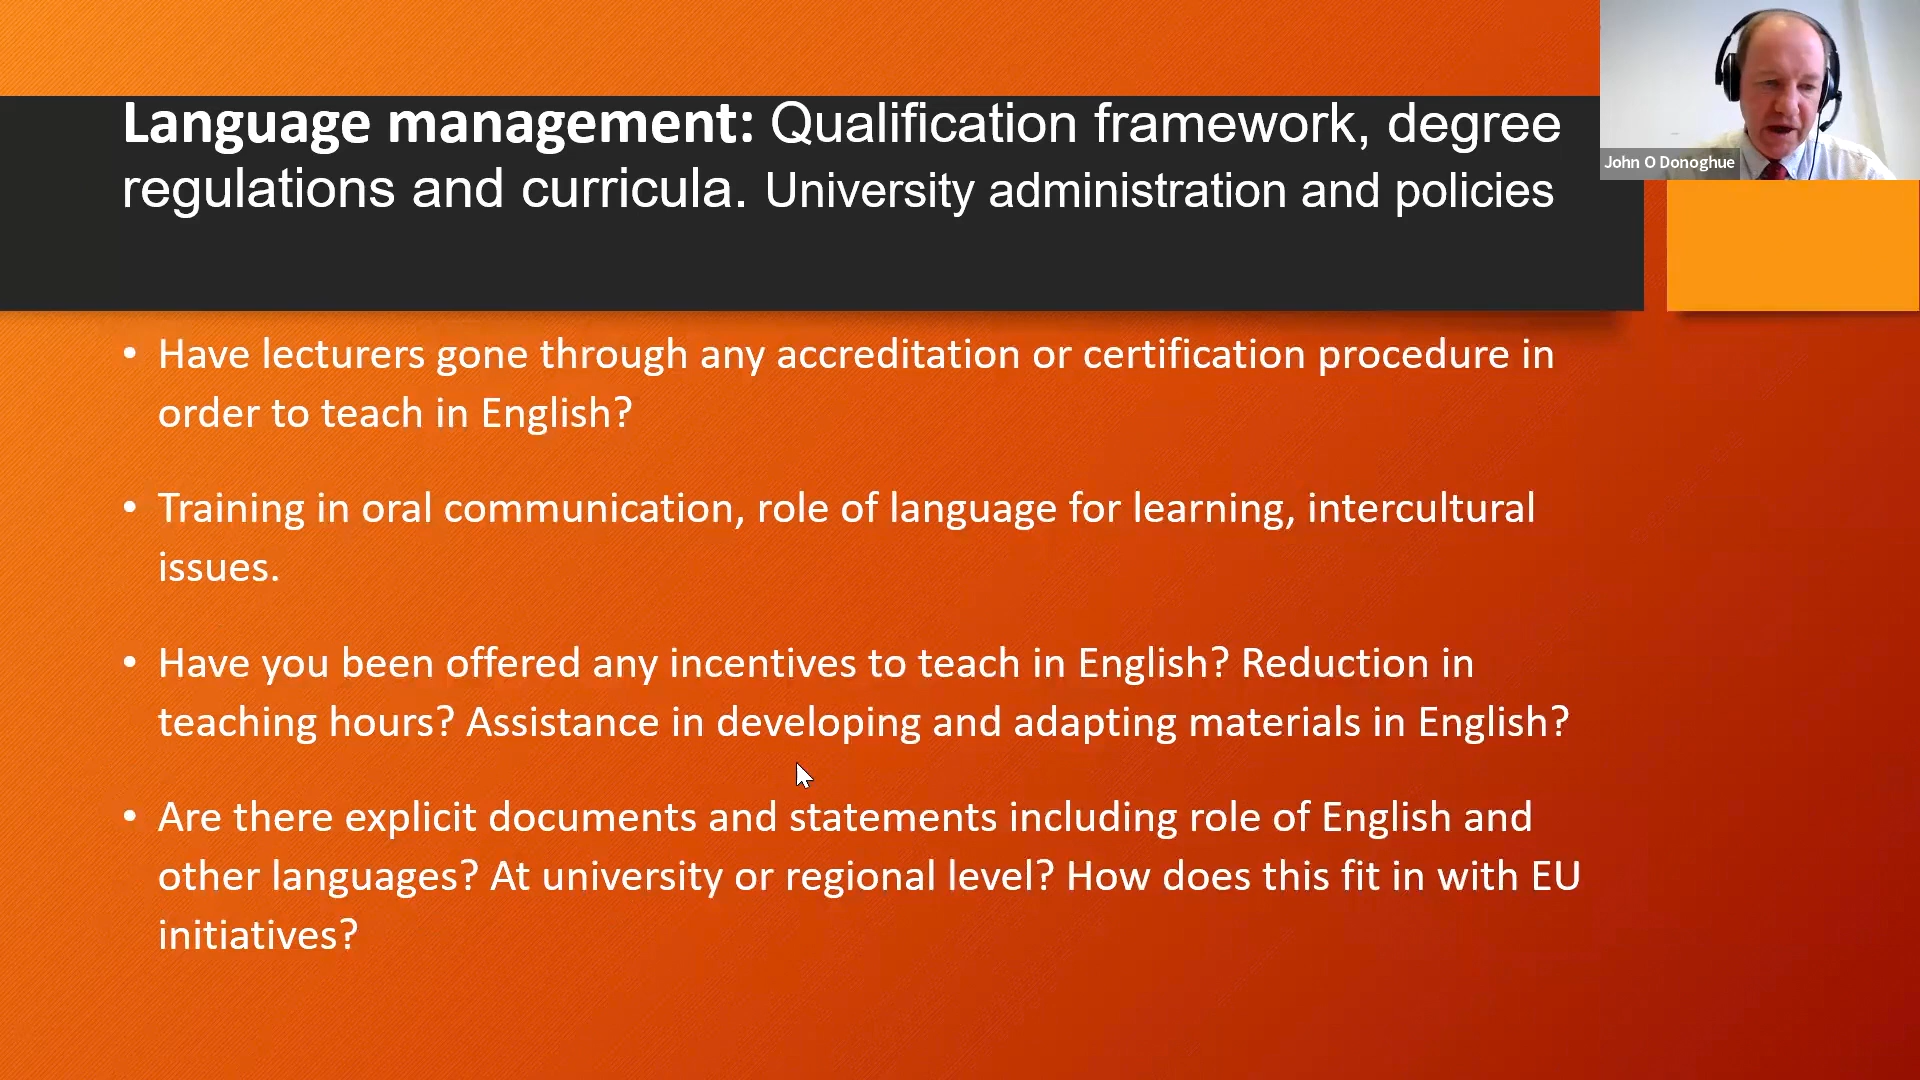 Language management: Qualification framework, degree
regulations and curricula. University administration and policies
John O Donoghue
• Have lecturers gone through any accreditation or certification procedure in
order to teach in English?
• Training in oral communication, role of language for learning, intercultural
issues.
• Have you been offered any incentives to teach in English? Reduction in
teaching hours? Assistance in developing and adapting materials in English?
• Are there explicit documents and statements including role of English and
other languages? At university or regional level? How does this fit in with EU
initiatives?